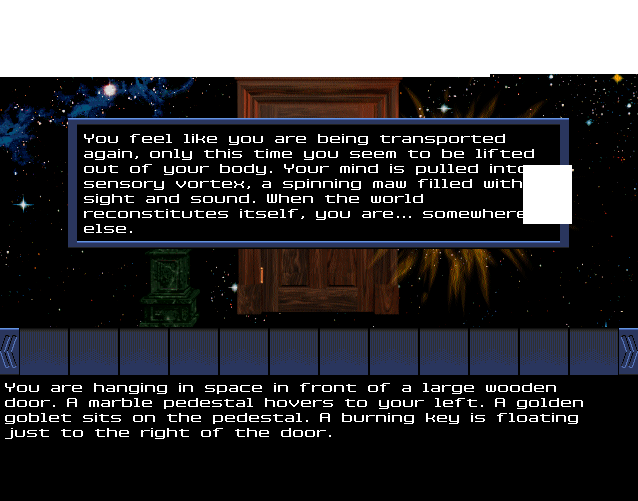 You feel like you are being transported
again, only this time you seem to be lifted
out of your body. Your mind is pulled into
sensory vortex, a spinning maw filled with
sight and sound. When the world
reconstitutes itself, you are... somewhere
else.
You are hanging in space in front of a large wooden
door. A marble pedestal hovers to your left. A golden
goblet sits on the pedestal. A burning key is floating
just to the right of the door.